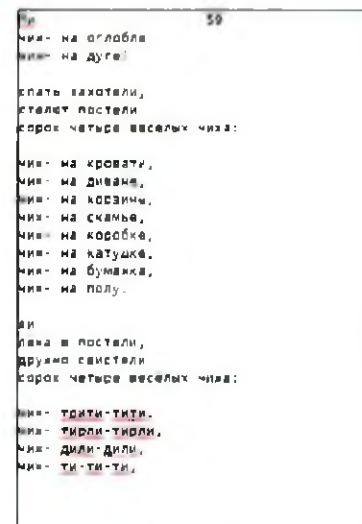 59
чиж- на оглобле
чиж- на дуге!
спать захотели,
стелют постели
сорок четыре веселых чижа:
чиж- на кровати,
чиж- на диване,
чиж- на корзине,
чиж- на скамье,
чиж- на коробке,
чиж- на катушке,
чиж- на бумажке,
чиж- на полу.
лежа в постели,
дружно свистели
сорок четыре веселых чижа:
чиж- трити-тити,
чиж- тирли-тирли,
чиж- дили-дили,
чиж- ти-ти-ти,